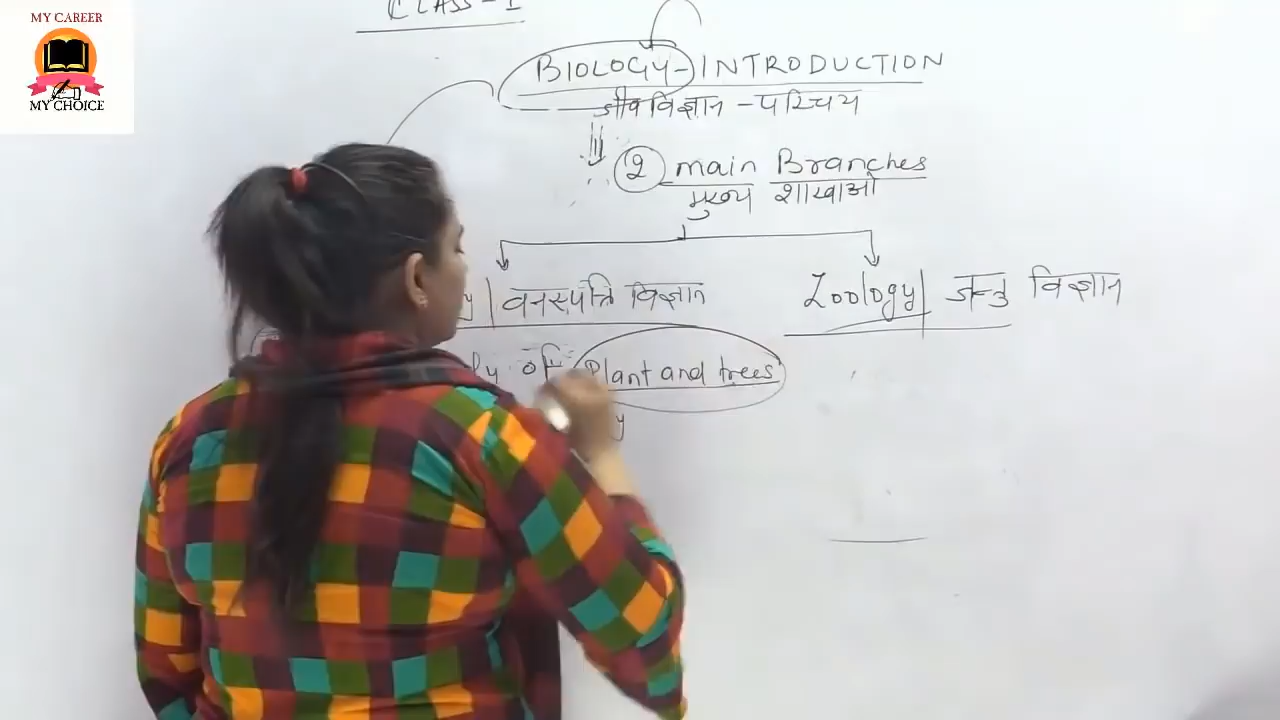 MY CAREER
MY CHOICE
CLASS-I
BIOLOGY-INTRODUCTION
जीव विज्ञान - परिचय
2 main Branches
मुख्य शाखाओं
वनस्पति विज्ञान
Zoology| जन्तु विज्ञान
of Plant and trees